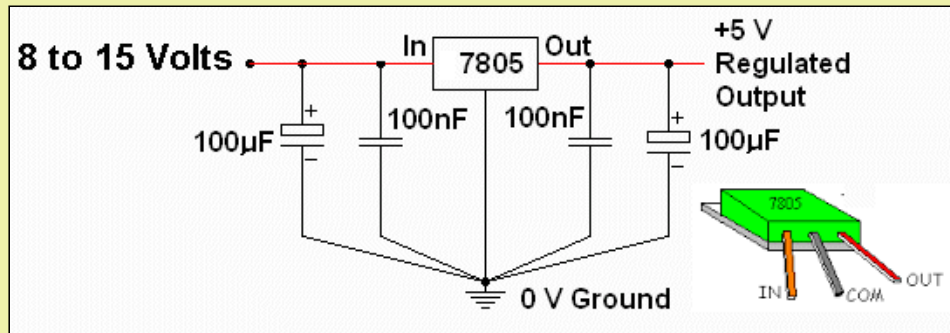 8 to 15 Volts
In
7805
Out
+5 V
Regulated
Output
+
100µF
–
100nF
100nF
+
100µF
–
0 V Ground
7805
IN
COM
OUT